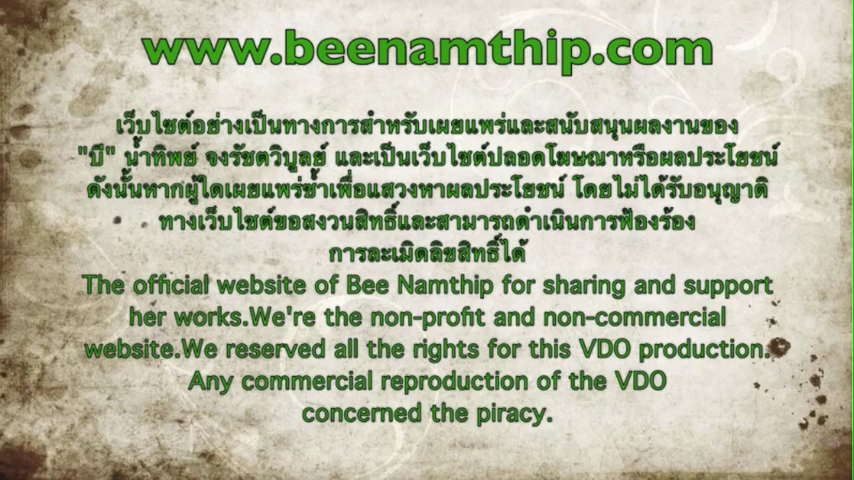 www.beenamthip.com
เว็บไซต์อย่างเป็นทางการสำหรับเผยแพร่และสนับสนุนผลงานของ
"บี" น้ำทิพย์ จงรัชตวิบูลย์ และเป็นเว็บไซต์ปลอดโฆษณาหรือผลประโยชน์
ดังนั้นหากผู้ใดเผยแพร่ซ้ำเพื่อแสวงหาผลประโยชน์ โดยไม่ได้รับอนุญาติ
ทางเว็บไซต์ขอสงวนสิทธิ์และสามารถดำเนินการฟ้องร้อง
การละเมิดลิขสิทธิ์ได้
The official website of Bee Namthip for sharing and support
her works.We're the non-profit and non-commercial
website.We reserved all the rights for this VDO production.
Any commercial reproduction of the VDO
concerned the piracy.